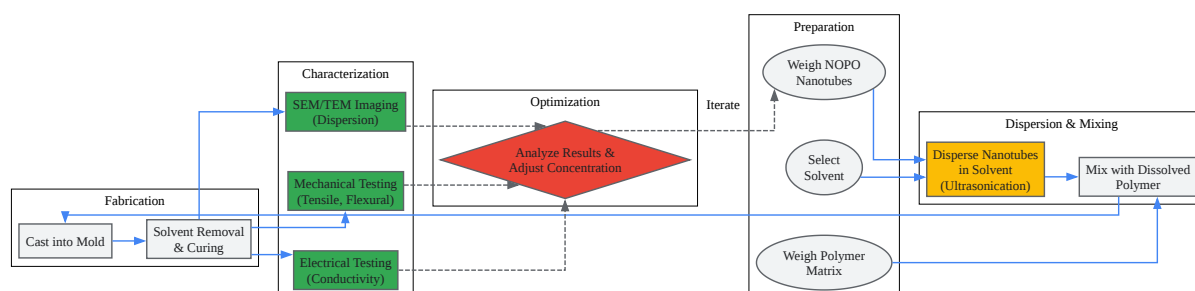 Fabrication
Cast into Mold
Solvent Removal
& Curing
Characterization
SEM/TEM Imaging
(Dispersion)
Mechanical Testing
(Tensile, Flexural)
Electrical Testing
(Conductivity)
Optimization
Analyze Results &
Adjust Concentration
Iterate
Preparation
Weigh NOPO
Nanotubes
Select
Solvent
Weigh Polymer
Matrix
Dispersion & Mixing
Disperse Nanotubes
in Solvent
(Ultrasonication)
Mix with Dissolved
Polymer